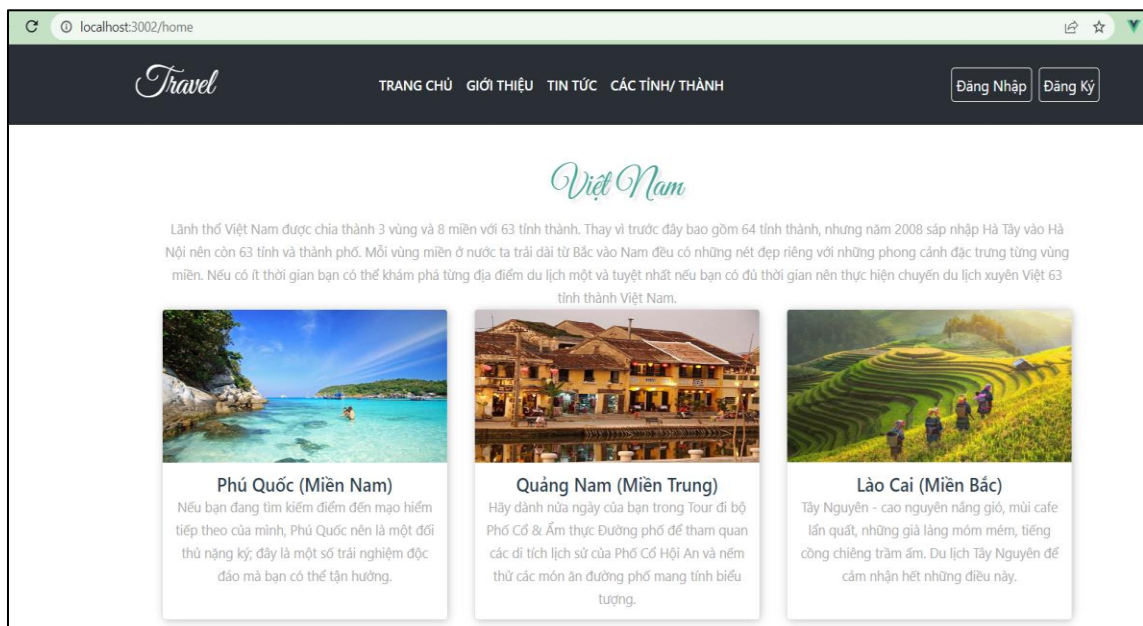 localhost:3002/home
Travel
TRANG CHỦ GIỚI THIỆU TIN TỨC CÁC TỈNH/ THÀNH
Đăng Nhập Đăng Ký
Việt Nam
Lãnh thổ Việt Nam được chia thành 3 vùng và 8 miền với 63 tỉnh thành. Thay vì trước đây bao gồm 64 tỉnh thành, nhưng năm 2008 sáp nhập Hà Tây vào Hà
Nội nên còn 63 tỉnh và thành phố. Mỗi vùng miền ở nước ta trải dài từ Bắc vào Nam đều có những nét đẹp riêng với những phong cảnh đặc trưng từng vùng
miền. Nếu có ít thời gian bạn có thể khám phá từng địa điểm du lịch một và tuyệt nhất nếu bạn có đủ thời gian nên thực hiện chuyến du lịch xuyên Việt 63
tỉnh thành Việt Nam.
Phú Quốc (Miền Nam)
Nếu bạn đang tìm kiếm điểm đến mạo hiểm
tiếp theo của mình, Phú Quốc nên là một đối
thủ nặng ký; đây là một số trải nghiệm độc
đáo mà bạn có thể tận hưởng.
Quảng Nam (Miền Trung)
Hãy dành nửa ngày của bạn trong Tour đi bộ
Phố Cổ & Ẩm thực Đường phố để tham quan
các di tích lịch sử của Phố Cổ Hội An và nếm
thử các món ăn đường phố mang tính biểu
tượng.
Lào Cai (Miền Bắc)
Tây Nguyên - cao nguyên nắng gió, mùi cafe
lẩn quất, những già làng móm mém, tiếng
cồng chiêng trầm ấm. Du lịch Tây Nguyên để
cảm nhận hết những điều này.